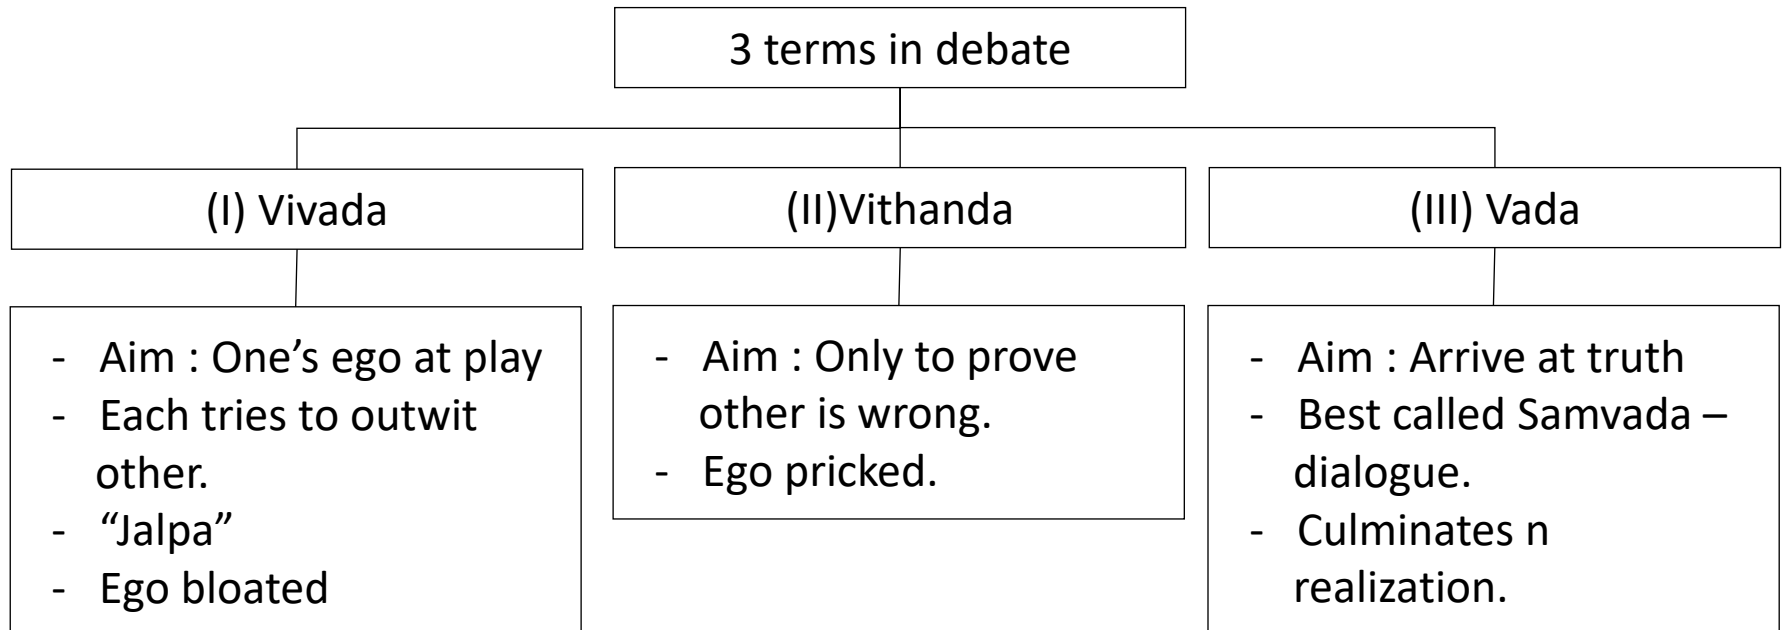 3 terms in debate
(I) Vivada
(II)Vithanda
(III) Vada
- Aim : One’s ego at play
- Each tries to outwit
other.
- “Jalpa”
- Ego bloated
- Aim : Only to prove
other is wrong.
- Ego pricked.
- Aim : Arrive at truth
- Best called Samvada –
dialogue.
- Culminates n
realization.